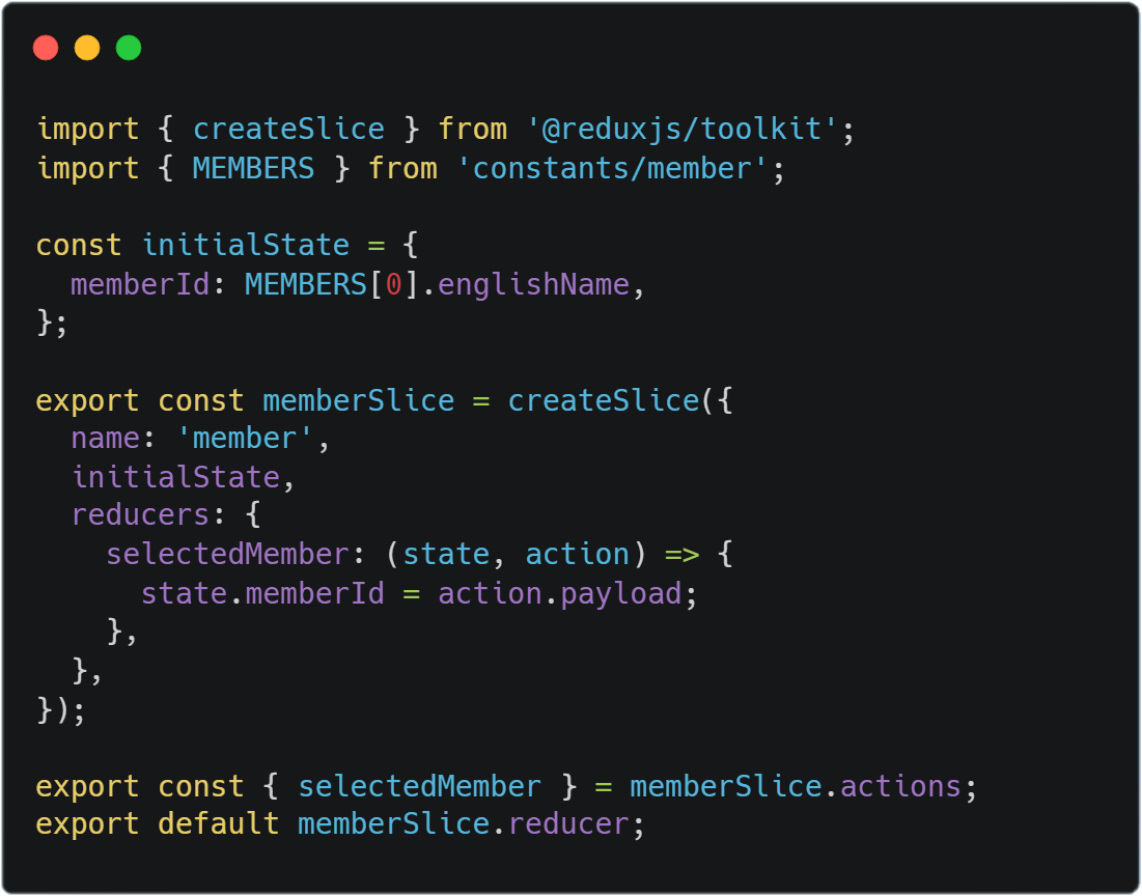 import { createSlice } from '@reduxjs/toolkit';
import { MEMBERS } from 'constants/member';

const initialState = {
  memberId: MEMBERS[0].englishName,
};

export const memberSlice = createSlice({
  name: 'member',
  initialState,
  reducers: {
    selectedMember: (state, action) => {
      state.memberId = action.payload;
    },
  },
});

export const { selectedMember } = memberSlice.actions;
export default memberSlice.reducer;